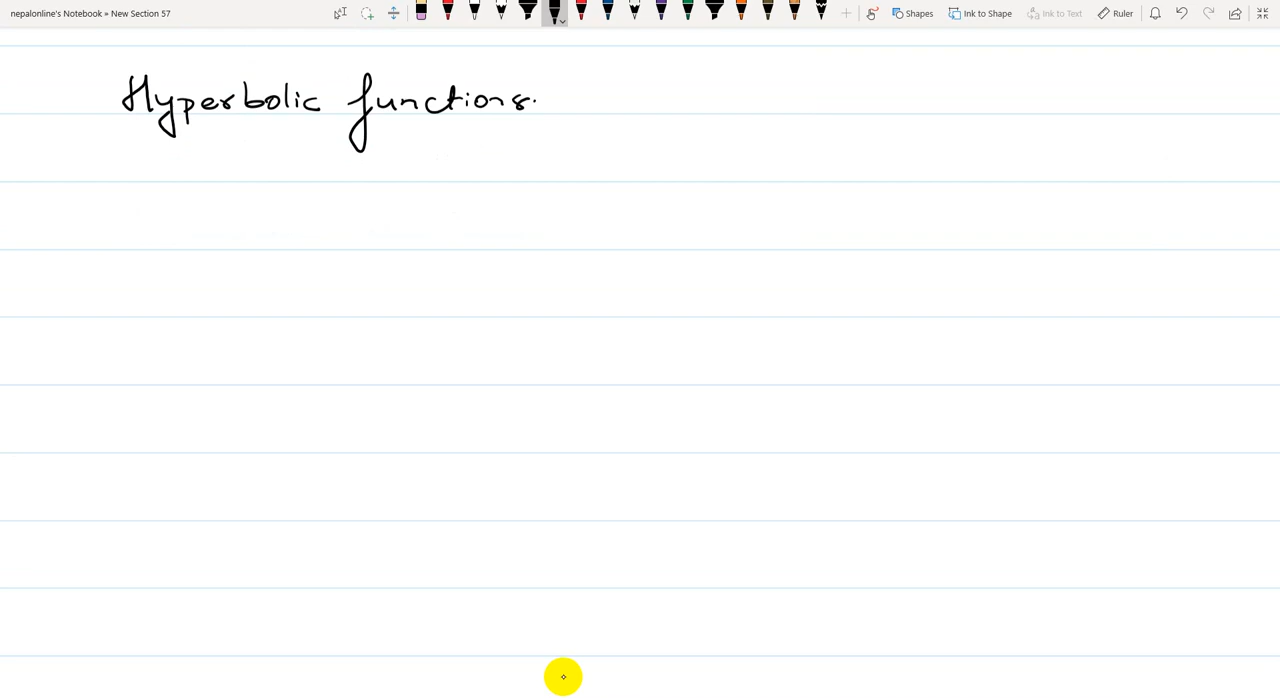 nepalonline's Notebook » New Section 57
Shapes Ink to Shape Ink to Text Ruler
Hyperbolic functions.